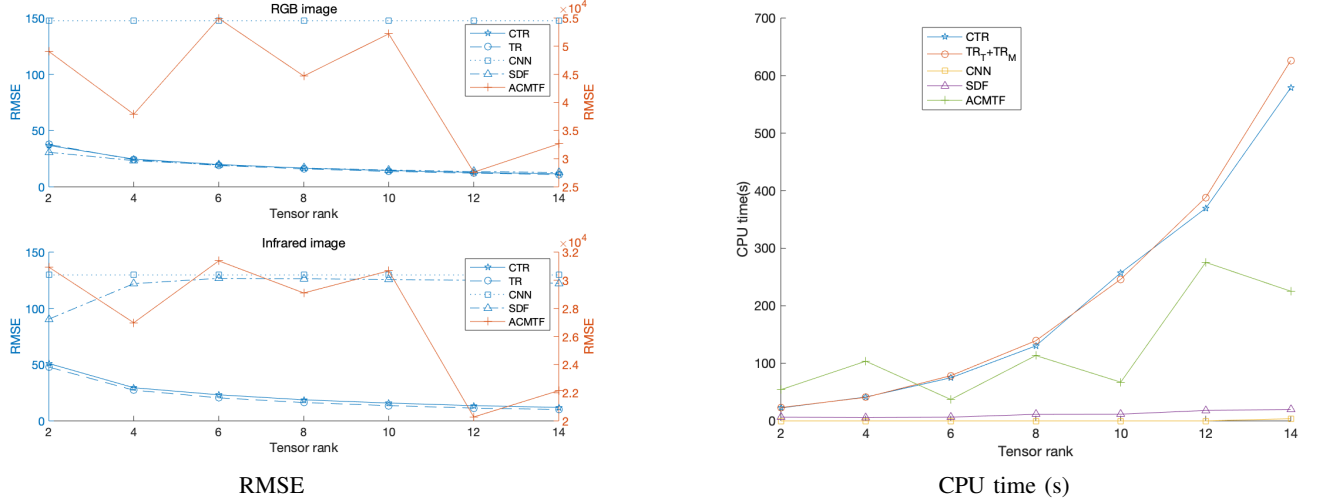 RGB image
150
100
50
0
RMSE
×10⁴
5.5
5
4.5
4
3.5
3
2.5
RMSE
CTR
TR
CNN
SDF
ACMTF
2 4 6 8 10 12 14
Tensor rank
Infrared image
150
100
50
0
RMSE
×10⁴
3.2
3
2.8
2.6
2.4
2.2
2
RMSE
CTR
TR
CNN
SDF
ACMTF
2 4 6 8 10 12 14
Tensor rank
RMSE
700
600
500
400
300
200
100
0
CPU time(s)
CTR
TR_T+TR_M
CNN
SDF
ACMTF
2 4 6 8 10 12 14
Tensor rank
CPU time (s)